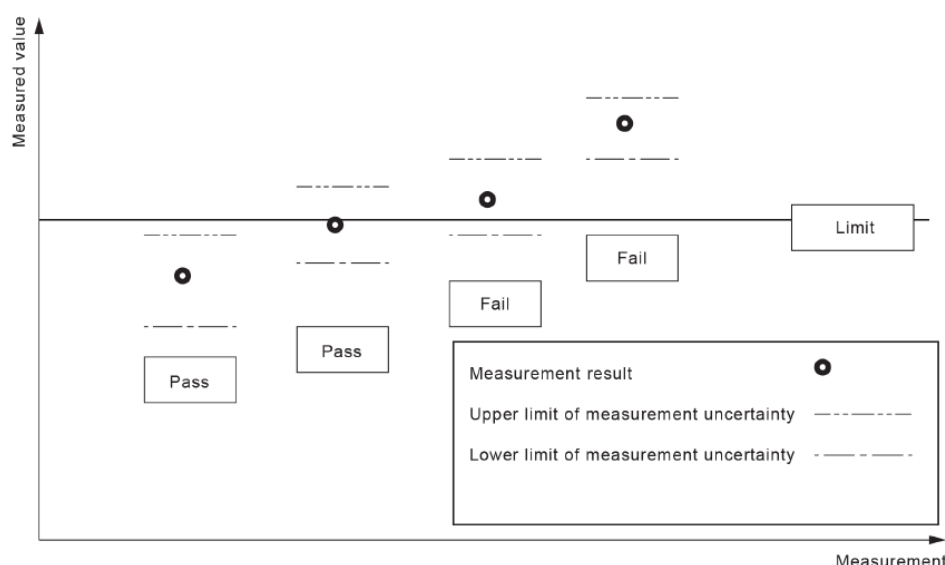 Measured value
Limit
Fail
Fail
Pass
Pass
Measurement result
Upper limit of measurement uncertainty
Lower limit of measurement uncertainty
Measurement